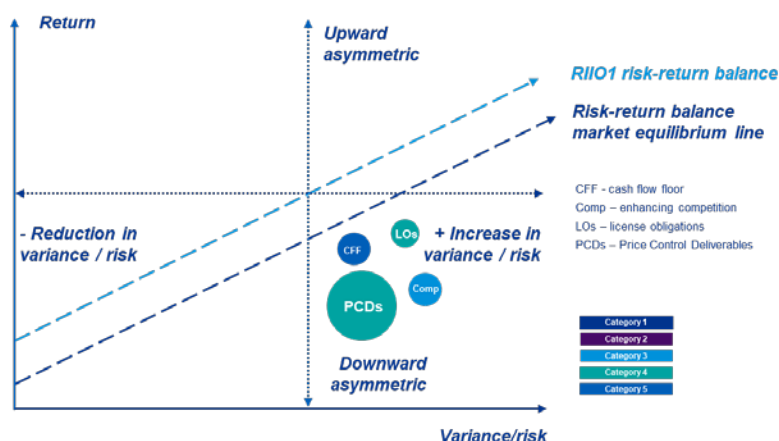 Return
Upward
asymmetric
RIIO1 risk-return balance
Risk-return balance
market equilibrium line
CFF - cash flow floor
Comp – enhancing competition
LOs – license obligations
PCDs – Price Control Deliverables
- Reduction in
variance / risk
+ Increase in
variance / risk
LOs
CFF
Comp
PCDs
Category 1
Category 2
Category 3
Category 4
Category 5
Downward
asymmetric
Variance/risk